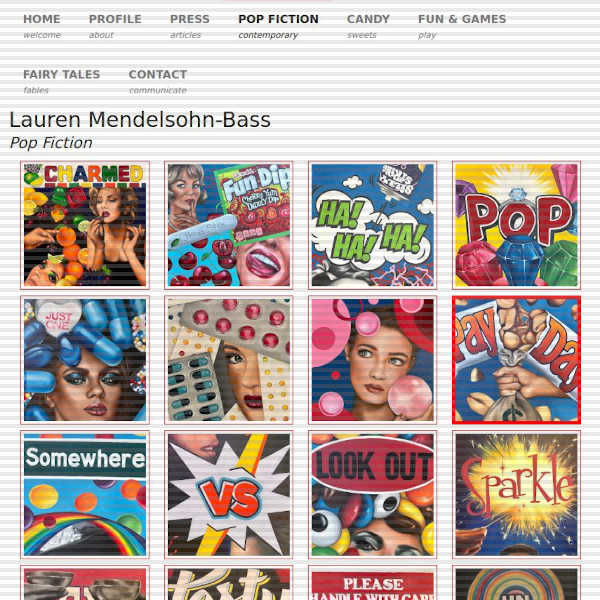 HOME PROFILE PRESS POP FICTION CANDY FUN & GAMES
welcome about articles contemporary sweets play
FAIRY TALES CONTACT
fables communicate
Lauren Mendelsohn-Bass
Pop Fiction
CHARMED
Fun Dip
HA!
HA!
HA!
POP
JUST
ONE
Pay Day
Somewhere
VS
LOOK OUT
Sparkle
Tasty
PLEASE
HANDLE WITH CARE